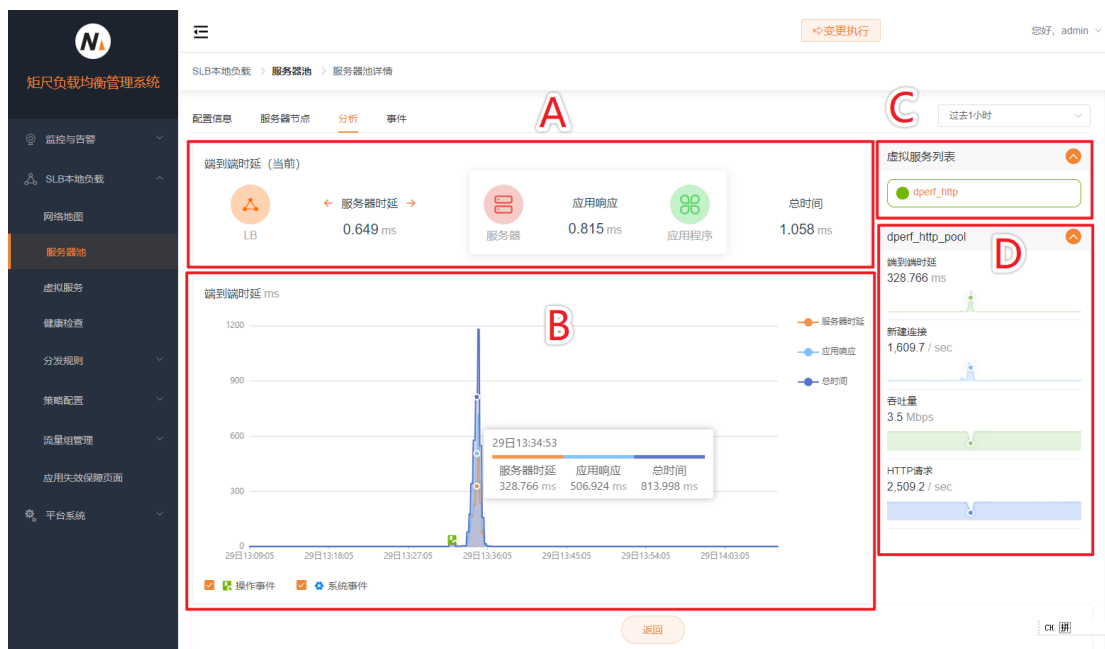 变更执行
您好, admin
矩尺负载均衡管理系统
SLB本地负载 > 服务器池 > 服务器池详情
A
C
配置信息 服务器节点 分析 事件
过去1小时
监控与告警
SLB本地负载
网络地图
服务器池
虚拟服务
健康检查
分发规则
策略配置
流量组管理
应用失效保障页面
平台系统
端到端时延 (当前)
← 服务器时延 →
应用响应
总时间
LB
0.649 ms
服务器
0.815 ms
应用程序
1.058 ms
虚拟服务列表
dperf_http
dperf_http_pool
D
端到端时延
328.766 ms
新建连接
1,609.7 / sec
吞吐量
3.5 Mbps
HTTP请求
2,509.2 / sec
端到端时延 ms
B
1200
900
600
300
0
服务器时延
应用响应
总时间
29日13:34:53
服务器时延 应用响应 总时间
328.766 ms 506.924 ms 813.998 ms
29日13:09:05 29日13:18:05 29日13:27:05 29日13:36:05 29日13:45:05 29日13:54:05 29日14:03:05
操作事件 系统事件
返回
CH 拼